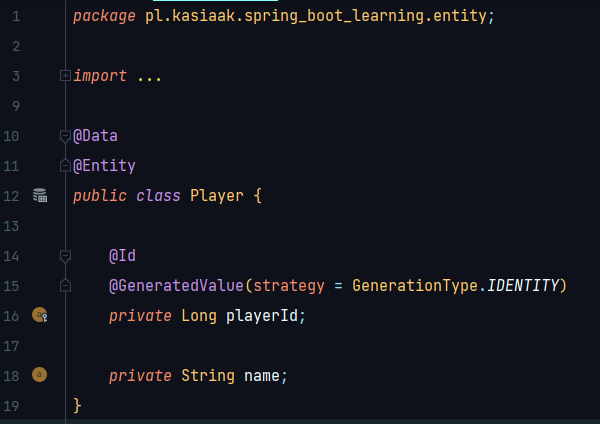 1 package pl.kasiaak.spring_boot_learning.entity;
2
3 import ...
9
10 @Data
11 @Entity
12 public class Player {
13
14 @Id
15 @GeneratedValue(strategy = GenerationType.IDENTITY)
16 private Long playerId;
17
18 private String name;
19 }